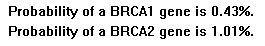 Probability of a BRCA1 gene is 0.43%.
Probability of a BRCA2 gene is 1.01%.